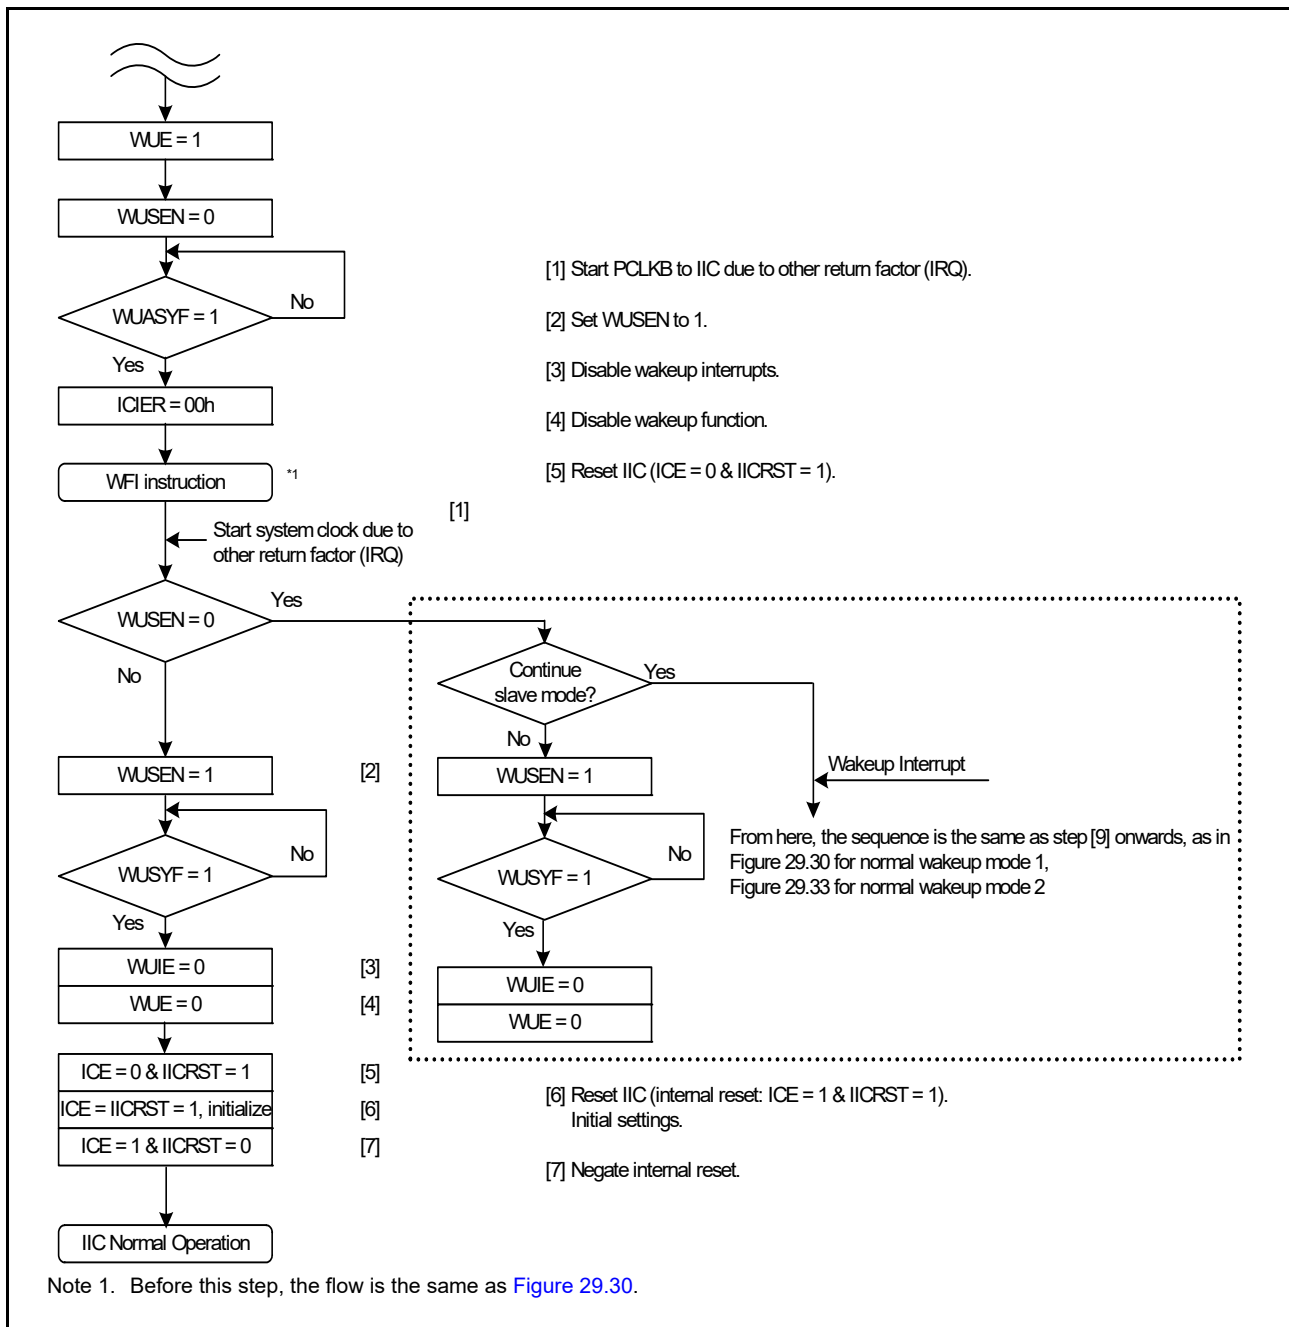 WUE = 1
WUSEN = 0
[1] Start PCLKB to IIC due to other return factor (IRQ).
WUASYF = 1
No
[2] Set WUSEN to 1.
Yes
[3] Disable wakeup interrupts.
ICIER = 00h
[4] Disable wakeup function.
WFI instruction
*1
[5] Reset IIC (ICE = 0 & IICRST = 1).
[1]
Start system clock due to
other return factor (IRQ)
WUSEN = 0
Yes
No
Continue
slave mode?
Yes
No
WUSEN = 1
[2]
WUSEN = 1
Wakeup Interrupt
From here, the sequence is the same as step [9] onwards, as in
Figure 29.30 for normal wakeup mode 1,
Figure 29.33 for normal wakeup mode 2
WUSYF = 1
No
WUSYF = 1
No
Yes
Yes
WUIE = 0
[3]
WUE = 0
[4]
WUIE = 0
WUE = 0
ICE = 0 & IICRST = 1
[5]
ICE = IICRST = 1, initialize
[6]
ICE = 1 & IICRST = 0
[7]
[6] Reset IIC (internal reset: ICE = 1 & IICRST = 1).
Initial settings.
[7] Negate internal reset.
IIC Normal Operation
Note 1. Before this step, the flow is the same as Figure 29.30.